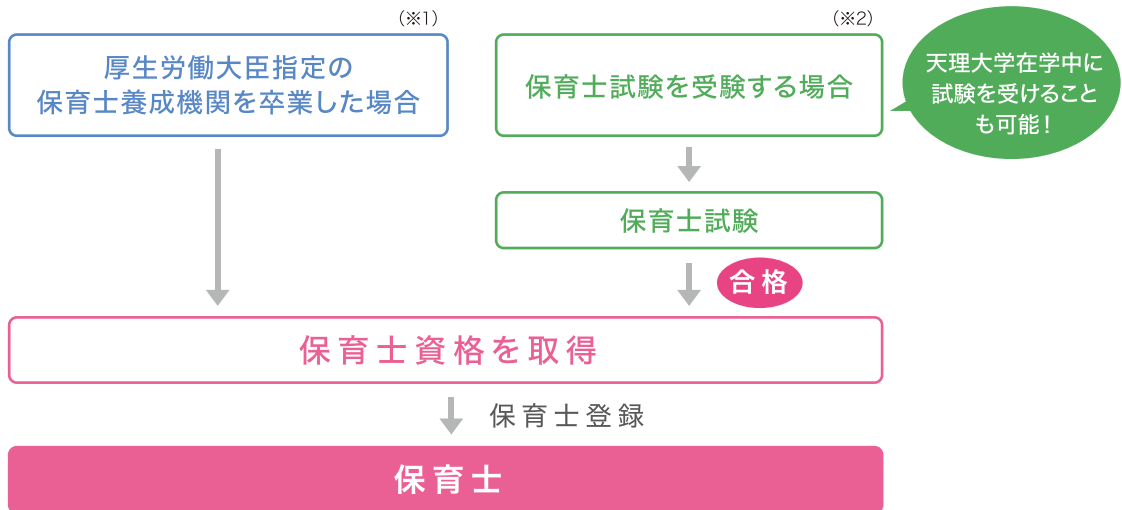 （※1）
厚生労働大臣指定の
保育士養成機関を卒業した場合
（※2）
保育士試験を受験する場合
天理大学在学中に
試験を受けること
も可能！
保育士試験
合格
保育士資格を取得
保育士登録
保育士